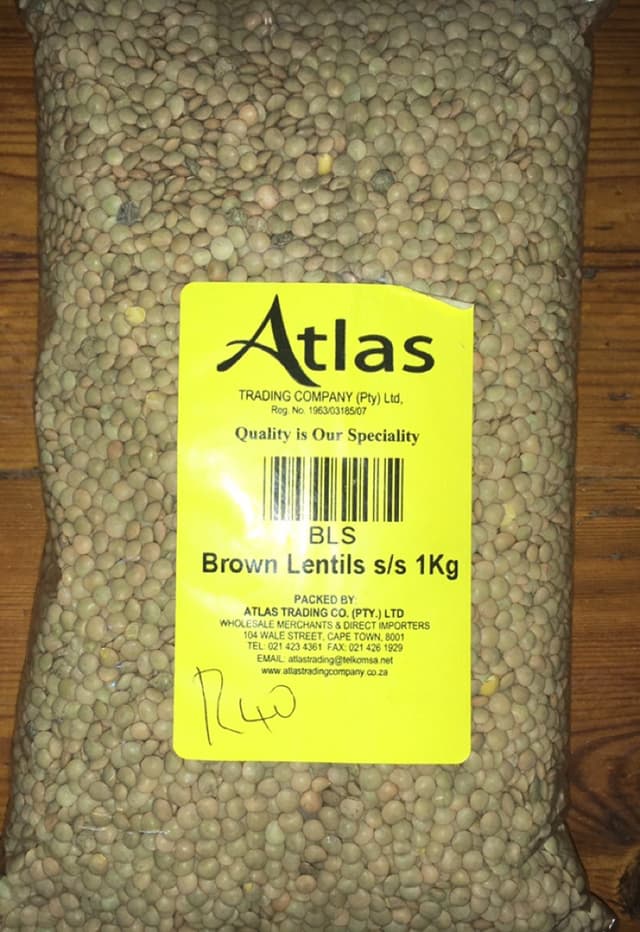 Atlas
TRADING COMPANY (Pty) Ltd,
Reg. No. 1963/03185/07
Quality is Our Speciality
BLS
Brown Lentils s/s 1Kg
PACKED BY:
ATLAS TRADING CO. (PTY.) LTD
WHOLESALE MERCHANTS & DIRECT IMPORTERS
104 WALE STREET, CAPE TOWN, 8001
TEL: 021 423 4361 FAX: 021 426 1929
EMAIL: atlastrading@telkomsa.net
www.atlastradingcompany.co.za
R40